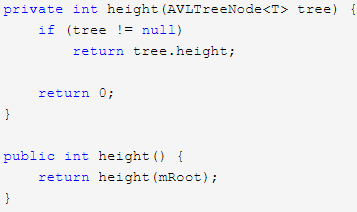 private int height(AVLTreeNode<T> tree) {
    if (tree != null)
        return tree.height;

    return 0;
}

public int height() {
    return height(mRoot);
}